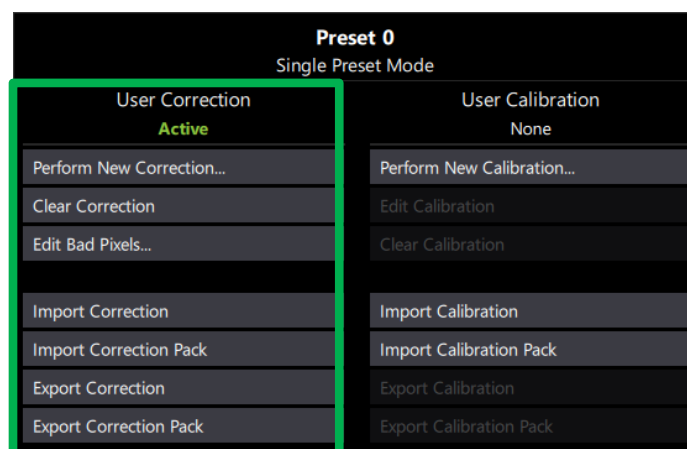 Preset 0
Single Preset Mode
User Correction
Active
Perform New Correction...
Clear Correction
Edit Bad Pixels...
Import Correction
Import Correction Pack
Export Correction
Export Correction Pack
User Calibration
None
Perform New Calibration...
Edit Calibration
Clear Calibration
Import Calibration
Import Calibration Pack
Export Calibration
Export Calibration Pack